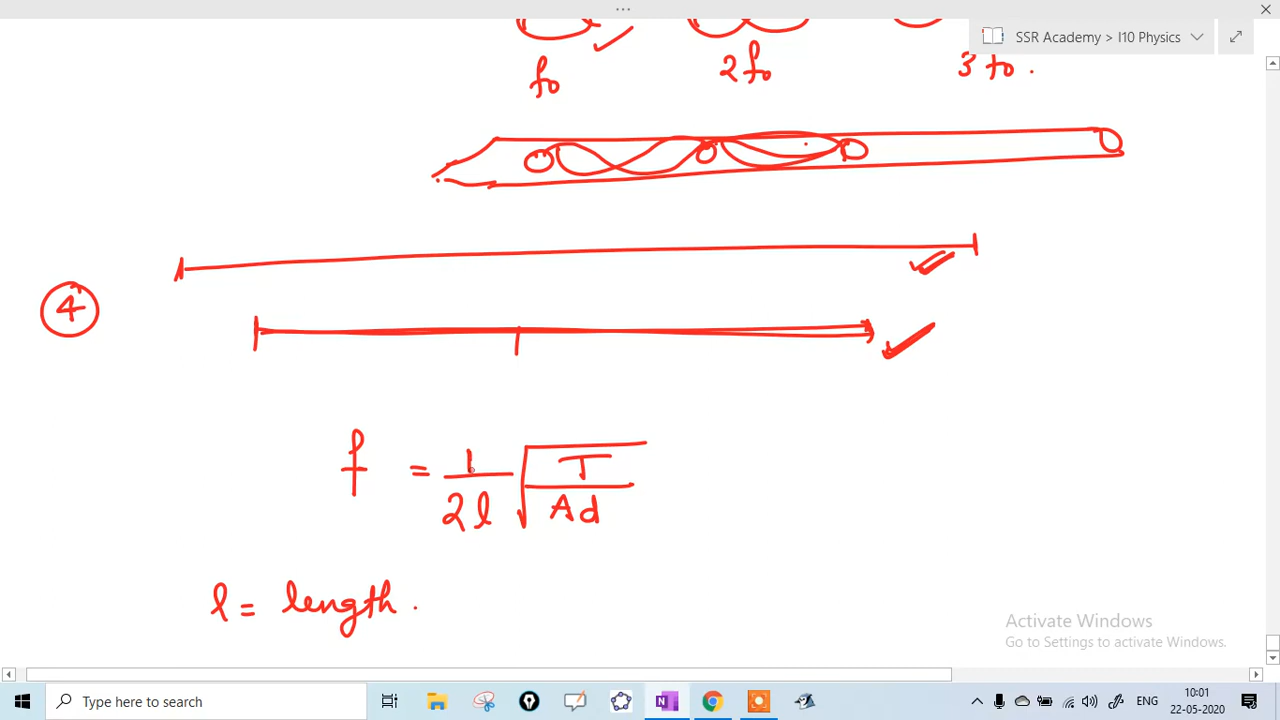 SSR Academy > I10 Physics
f₀ 2f₀ 3f₀.
④
f = 1/2l √T/Ad
l = length.
Activate Windows
Go to Settings to activate Windows.
Type here to search
ENG
10:01
22-05-2020